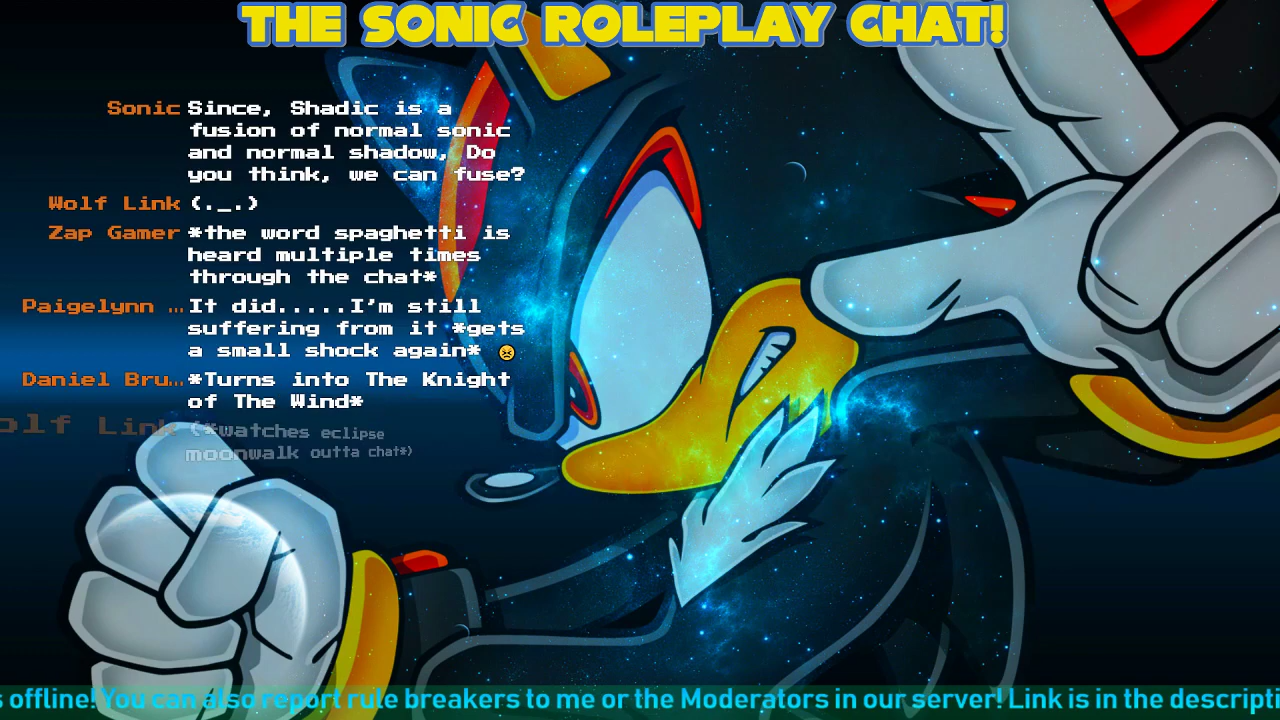 THE SONIC ROLEPLAY CHAT!
Sonic Since, Shadic is a
fusion of normal sonic
and normal shadow, Do
you think, we can fuse?
Wolf Link (._.)
Zap Gamer *the word spaghetti is
heard multiple times
through the chat*
Paigelynn ... It did.....I'm still
suffering from it *gets
a small shock again* 😣
Daniel Bru... *Turns into The Knight
of The Wind*
olf Link (*watches eclipse
moonwalk outta chat*)
s offline! You can also report rule breakers to me or the Moderators in our server! Link is in the descripti